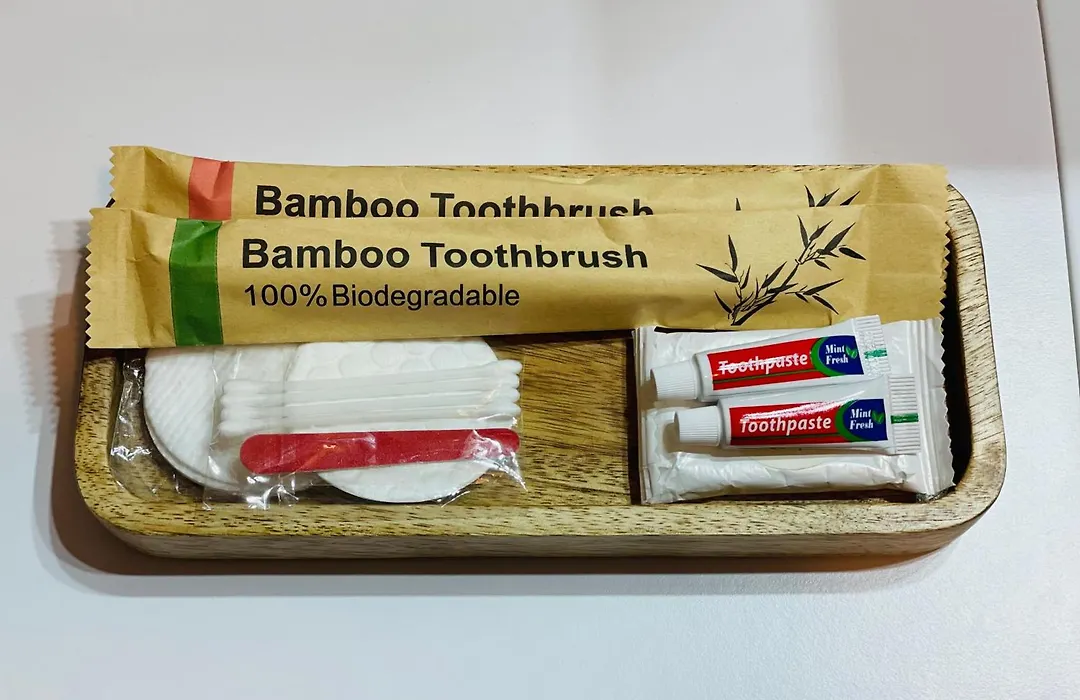 Bamboo Toothbrush
Bamboo Toothbrush
100% Biodegradable
Toothpaste
Mint
Fresh
Toothpaste
Mint
Fresh